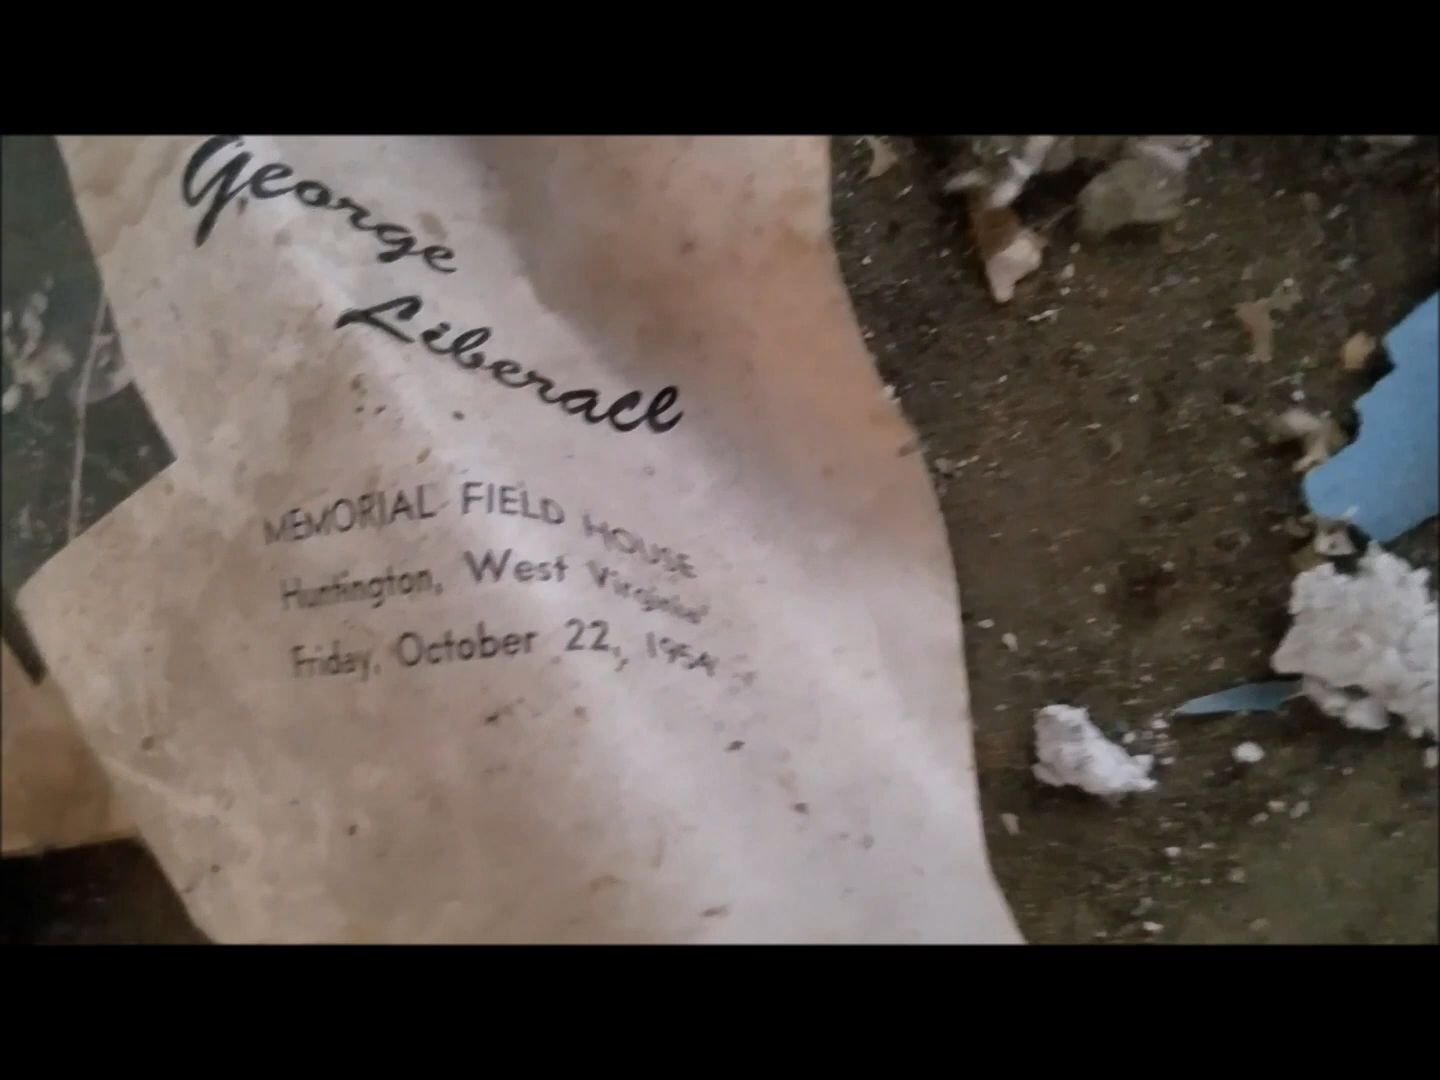 George
Liberace
MEMORIAL FIELD HOUSE
Huntington, West Virginia
Friday, October 22, 1954